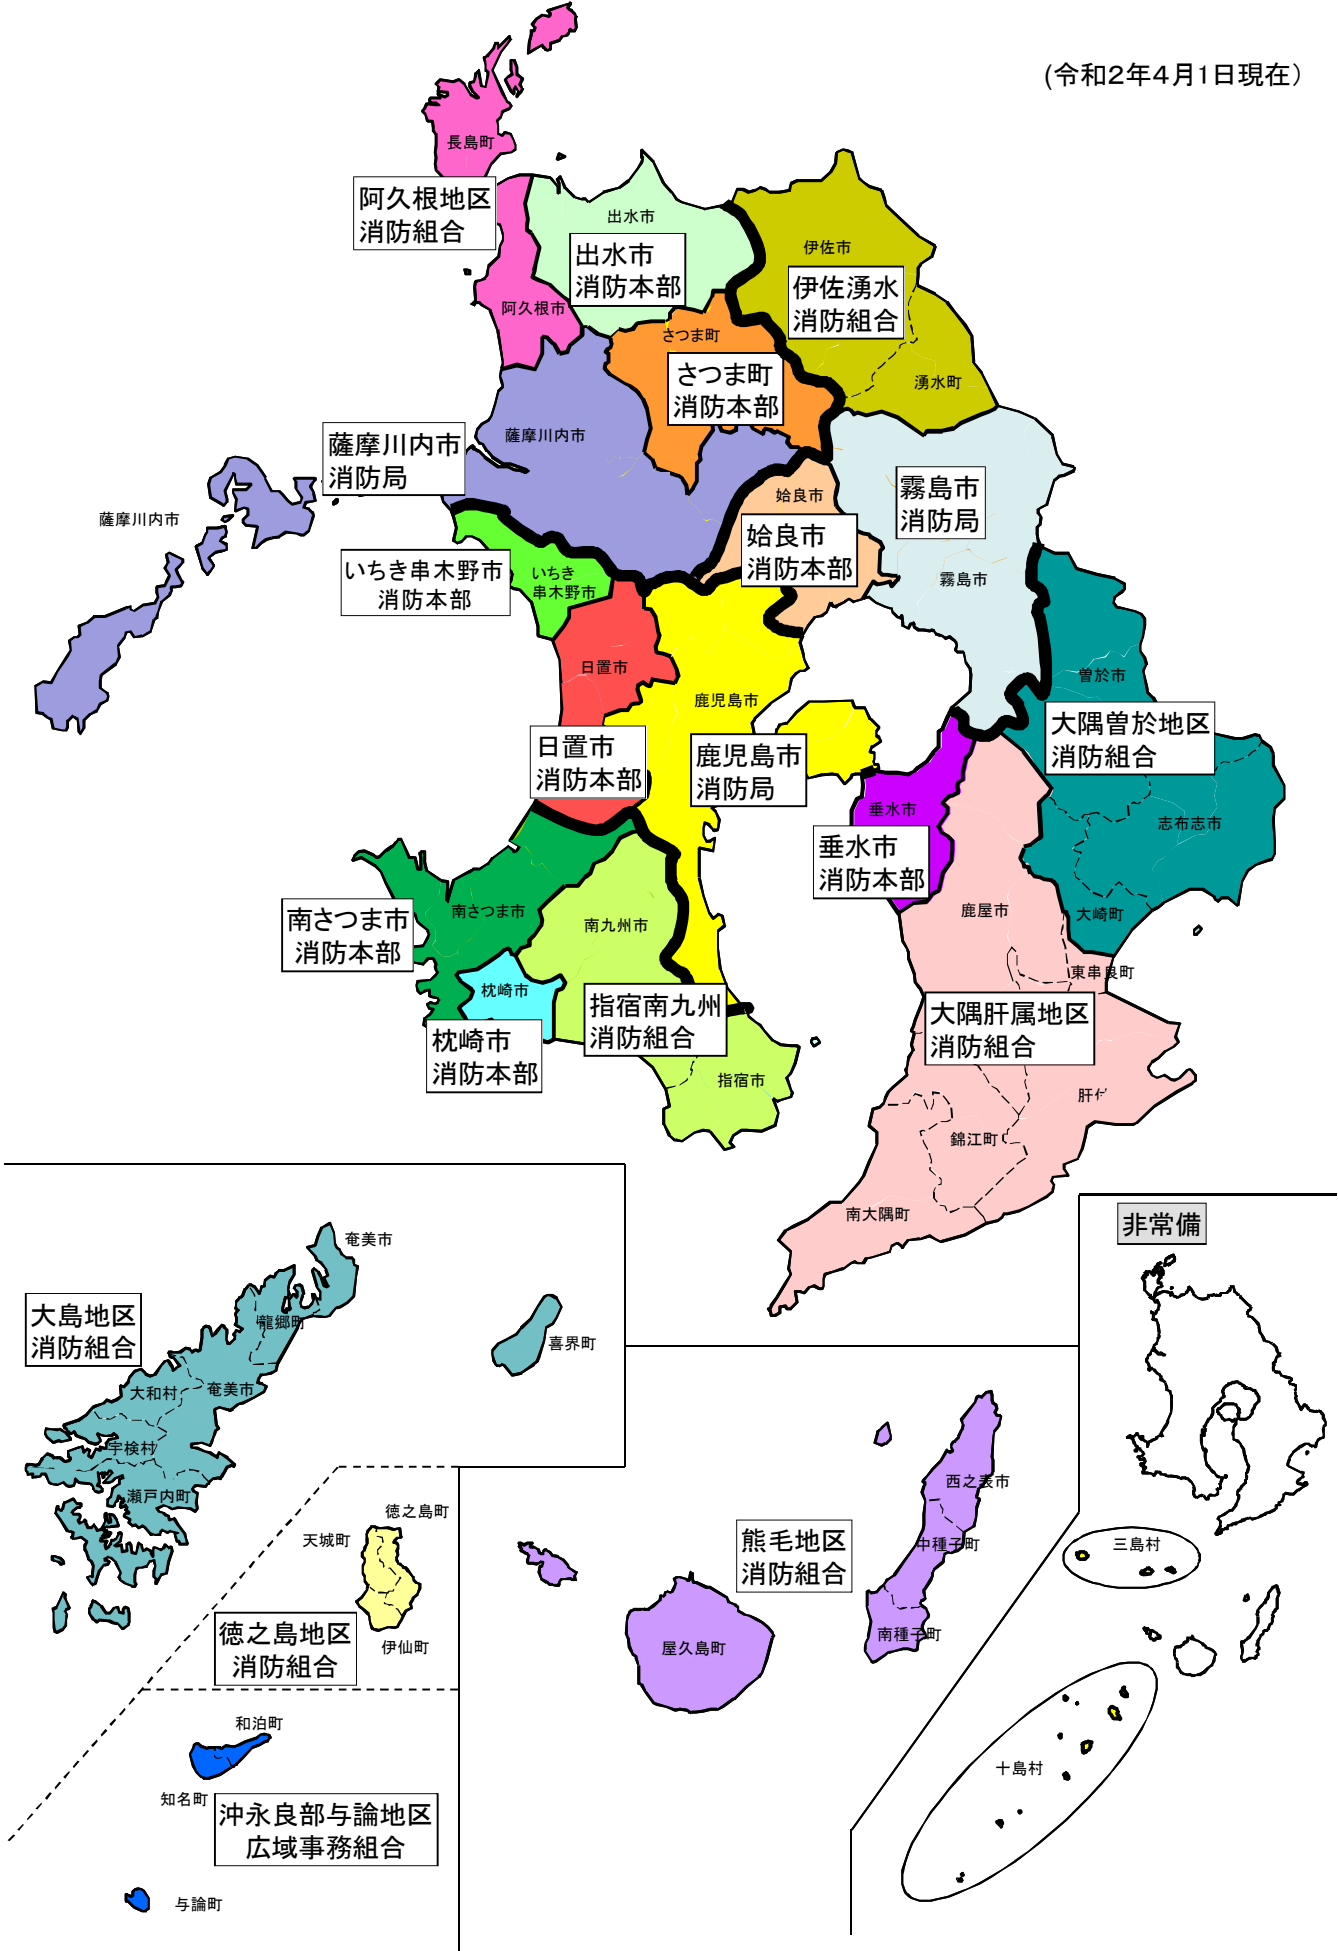 (令和2年4月1日現在)
長島町
阿久根地区
消防組合
出水市
出水市
消防本部
伊佐市
伊佐湧水
消防組合
阿久根市
さつま町
さつま町
消防本部
湧水町
薩摩川内市
消防局
薩摩川内市
薩摩川内市
姶良市
姶良市
消防本部
霧島市
消防局
霧島市
いちき串木野市
消防本部
いちき
串木野市
日置市
日置市
消防本部
鹿児島市
鹿児島市
消防局
曽於市
大隅曽於地区
消防組合
志布志市
大崎町
垂水市
垂水市
消防本部
鹿屋市
東串良町
南さつま市
南さつま市
消防本部
南九州市
枕崎市
枕崎市
消防本部
指宿南九州
消防組合
指宿市
大隅肝属地区
消防組合
肝付
錦江町
南大隅町
非常備
奄美市
大島地区
消防組合
龍郷町
喜界町
大和村
奄美市
宇検村
瀬戸内町
徳之島町
天城町
徳之島地区
消防組合
伊仙町
和泊町
知名町
沖永良部与論地区
広域事務組合
与論町
西之表市
熊毛地区
消防組合
中種子町
南種子町
屋久島町
三島村
十島村